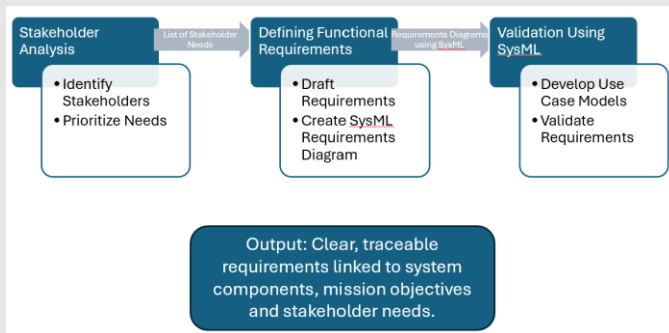 Stakeholder
Analysis
• Identify
Stakeholders
• Prioritize Needs
List of Stakeholder
Needs
Defining Functional
Requirements
• Draft
Requirements
• Create SysML
Requirements
Diagram
Requirements Diagrams
using SysML
Validation Using
SysML
• Develop Use
Case Models
• Validate
Requirements
Output: Clear, traceable
requirements linked to system
components, mission objectives
and stakeholder needs.